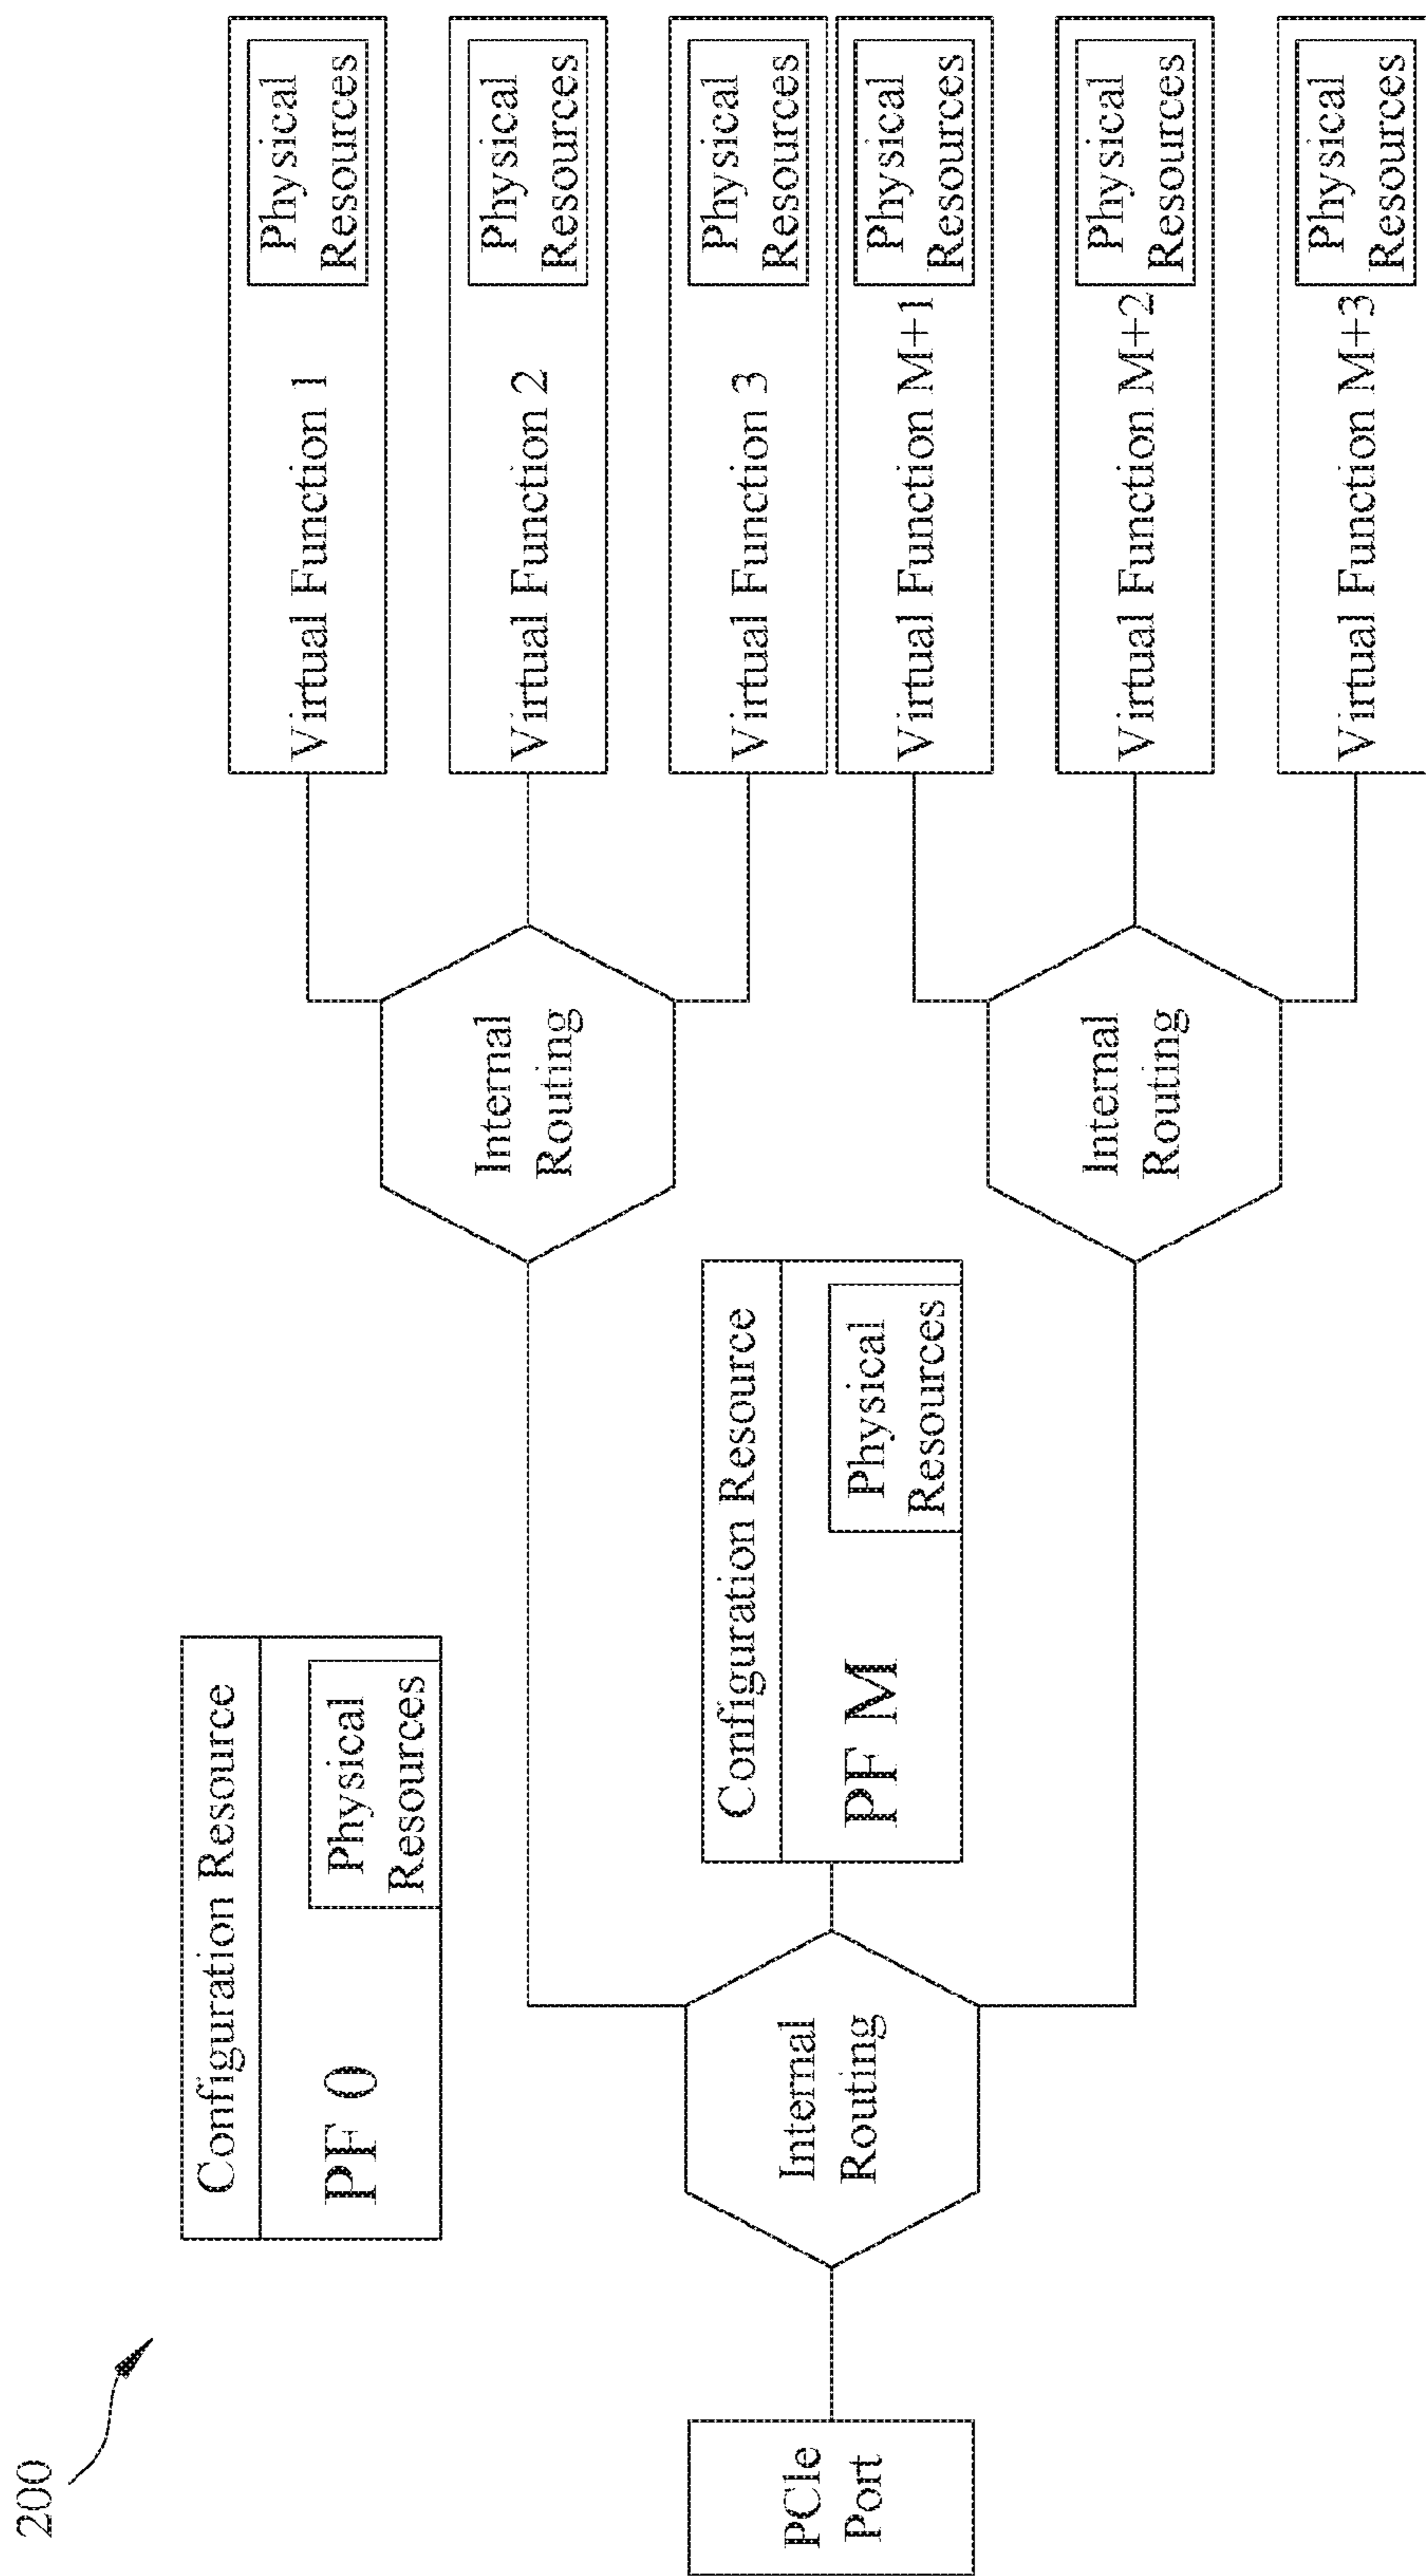 200
PCIe
Port
Internal
Routing
Configuration Resource
PF 0
Physical
Resources
Configuration Resource
PF M
Physical
Resources
Internal
Routing
Internal
Routing
Virtual Function 1
Physical
Resources
Virtual Function 2
Physical
Resources
Virtual Function 3
Physical
Resources
Virtual Function M+1
Physical
Resources
Virtual Function M+2
Physical
Resources
Virtual Function M+3
Physical
Resources